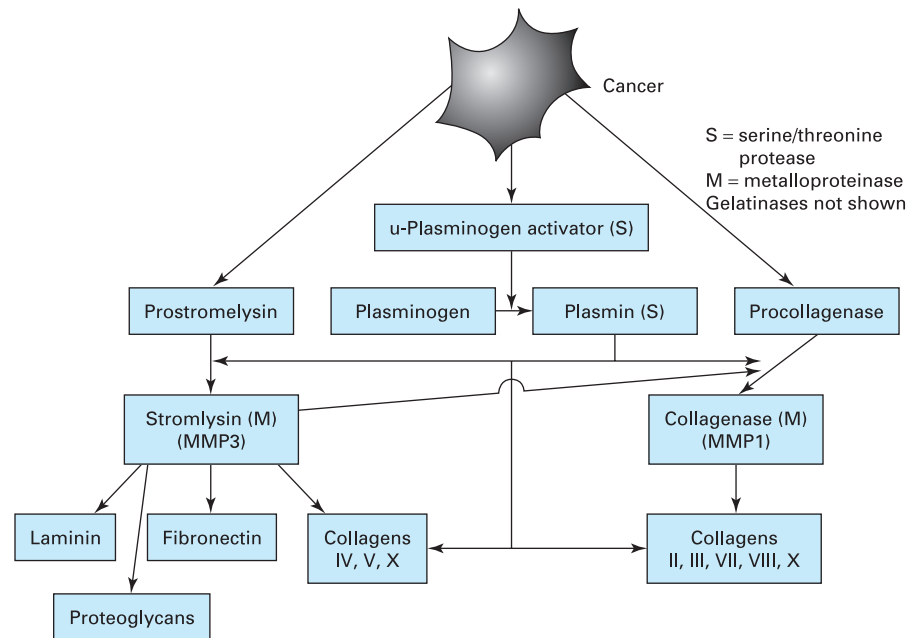 Cancer
S = serine/threonine
protease
M = metalloproteinase
Gelatinases not shown
u-Plasminogen activator (S)
Prostromelysin
Plasminogen
Plasmin (S)
Procollagenase
Stromlysin (M)
(MMP3)
Collagenase (M)
(MMP1)
Laminin
Fibronectin
Collagens
IV, V, X
Collagens
II, III, VII, VIII, X
Proteoglycans